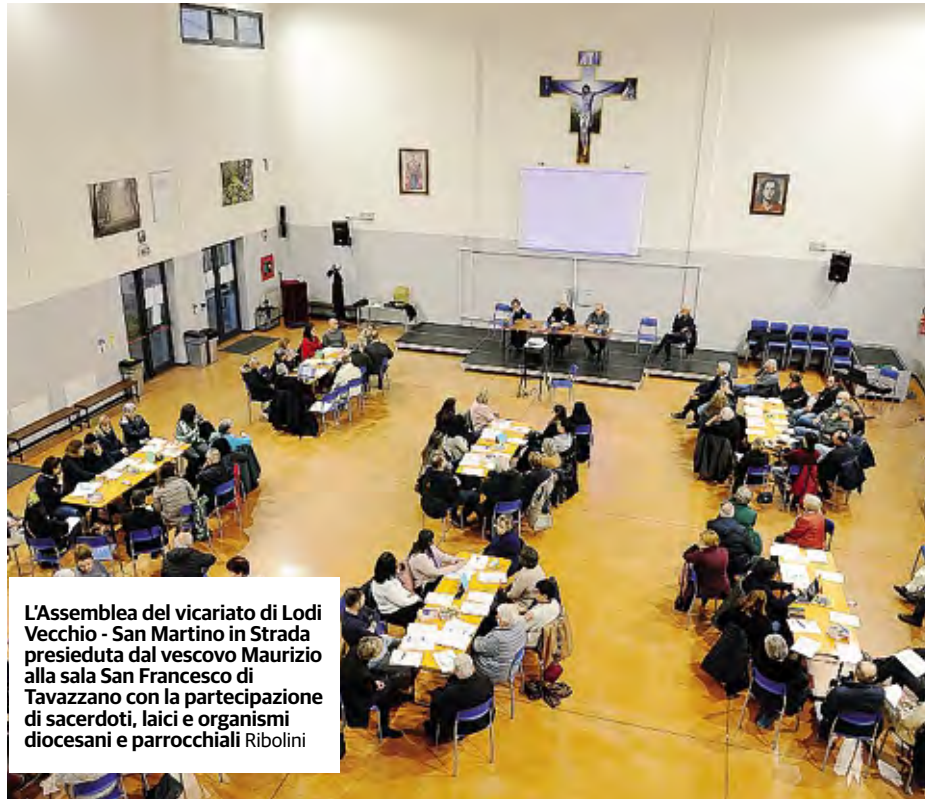 L'Assemblea del vicariato di Lodi
Vecchio - San Martino in Strada
presieduta dal vescovo Maurizio
alla sala San Francesco di
Tavazzano con la partecipazione
di sacerdoti, laici e organismi
diocesani e parrocchiali Ribolini